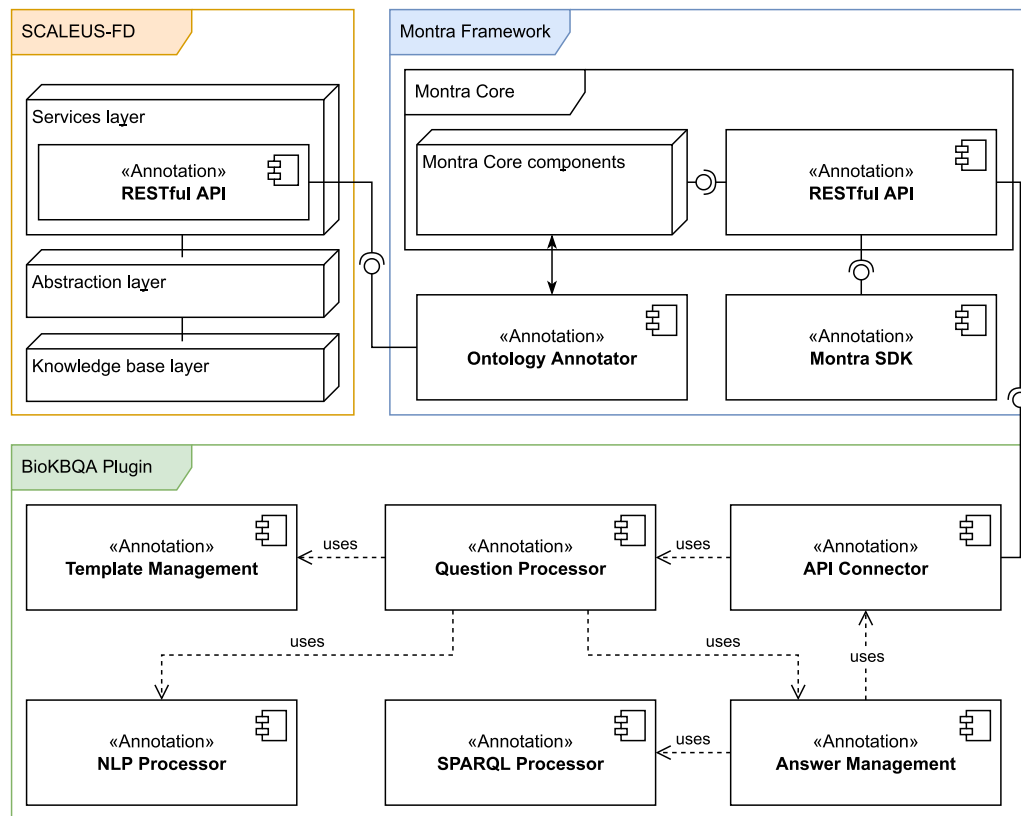 SCALEUS-FD
Services layer
«Annotation»
RESTful API
Abstraction layer
Knowledge base layer
Montra Framework
Montra Core
Montra Core components
«Annotation»
RESTful API
«Annotation»
Ontology Annotator
«Annotation»
Montra SDK
BioKBQA Plugin
«Annotation»
Template Management
uses
«Annotation»
Question Processor
uses
«Annotation»
API Connector
uses
uses
uses
«Annotation»
NLP Processor
«Annotation»
SPARQL Processor
uses
«Annotation»
Answer Management